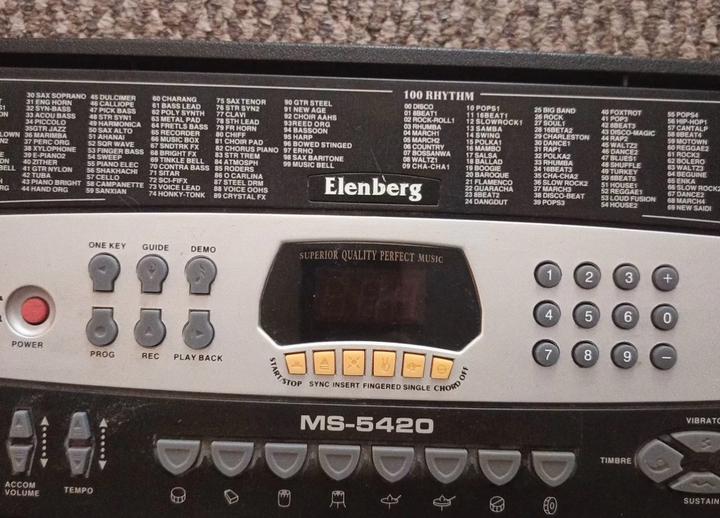 30 SAX SOPRANO
31 ENG HORN
32 SYN-BASS
33 ACOU BASS
34 PICCOLO
35GTR JAZZ
36 MARIMBA
37 PERC ORG
38 XYLOPHONE
39 E-PIANO2
40 ZITHER
41 GTR NYLON
42 TUBA
43 PIANO BRIGHT
44 HAND ORG
45 DULCIMER
46 CALLIOPE
47 PICK BASS
48 STR SYN1
49 HARMONICA
50 SAX ALTO
51 AHANAI
52 SQR WAVE
53 FINGER BASS
54 SWEEP
55 PIANO ELEC
56 SHAKHACHI
57 CELLO
58 CAMPANETTE
59 SANXIAN
60 CHARANG
61 BASS LEAD
62 POLY SYNTH
63 METAL PAD
64 FRETLS BASS
65 RECORDER
66 MELODIC
67 SNDTRK FX
68 BRIGHT FX
69 TINKLE BELL
70 CONTRA BASS
71 SITAR
72 SCI-FIFX
73 VOICE LEAD
74 HONKY-TONK
75 SAX TENOR
76 STR SYN2
77 CLAVI
78 7TH LEAD
79 FR HORN
80 CHIFF
81 CHOIR PAD
82 CHORUS PIANO
83 STR TREM
84 ATMOSPH
85 RODERS
86 O CARLINA
87 STEEL DRM
88 VOICE OOHS
89 CRYSTAL FX
90 GTR STEEL
91 NEW AGE
92 CHOIR AAHS
93REED ORG
94 BASSOON
95 HARP
96 BOWED STINGED
97 ERHO
98 SAX BARITONE
99 MUSIC BELL
100 RHYTHM
00 DISCO
01 8BEAT1
02 ROCK-ROLL1
03 RHUMBA
04 MARCH1
05 MARCH2
06 COUNTRY
07 BOSSANWA
08 WALTZ1
09 CHA-CHA1
10 POPS1
11 16BEAT1
12 SLOWROCK1
13 SAMBA
14 SWING
15 POLKA1
16 MAMBO
17 SALSA
18 BALLAD
19 BOOGIE
20 BAROQUE
21 FLAMENCO
22 GUARACHA
23 8BEAT1
24 DANGDUT
25 BIG BAND
26 ROCK
27 SOUL1
28 16BEAT2
29 CHARLESTON
30 DANCE1
31 RAP1
32 POLKA2
33 RHUMBA
34 16BEAT3
35 CHA-CHA2
36 SLOW ROCK2
37 MARCH3
38 DISCO-BEAT
39 POPS3
40 FOXTROT
41 POP3
42 8BEAT3
43 DISCO-MAGIC
44 RAP2
45 WALTZ2
46 DANCE2
47 BLUES1
48 SHUFFLE
49 TURKEY
50 8BEAT5
51 HOUSE1
52 REGGAE1
53 LOUD FUSION
54 HOUSE2
55 POPS4
56 HIP-HOP1
57 CANTALP
58 8BEAT4
59 MOTOWN
60 REGGAE2
61 ROCK2
62 ROCK3
63 WALTZ
64 BOLERO
65 BEGUINE
66 ENKA
67 DANCE2
68 MARCH4
69 NEW SAIDI
Elenberg
ONE KEY
GUIDE
DEMO
SUPERIOR QUALITY PERFECT MUSIC
1 2 3 +
4 5 6 0
7 8 9 −
POWER
PROG
REC
PLAY BACK
START/STOP
SYNC
INSERT
FINGERED
SINGLE
CHORD OFF
MS-5420
ACCOM
VOLUME
TEMPO
VIBRATO
TIMBRE
SUSTAIN